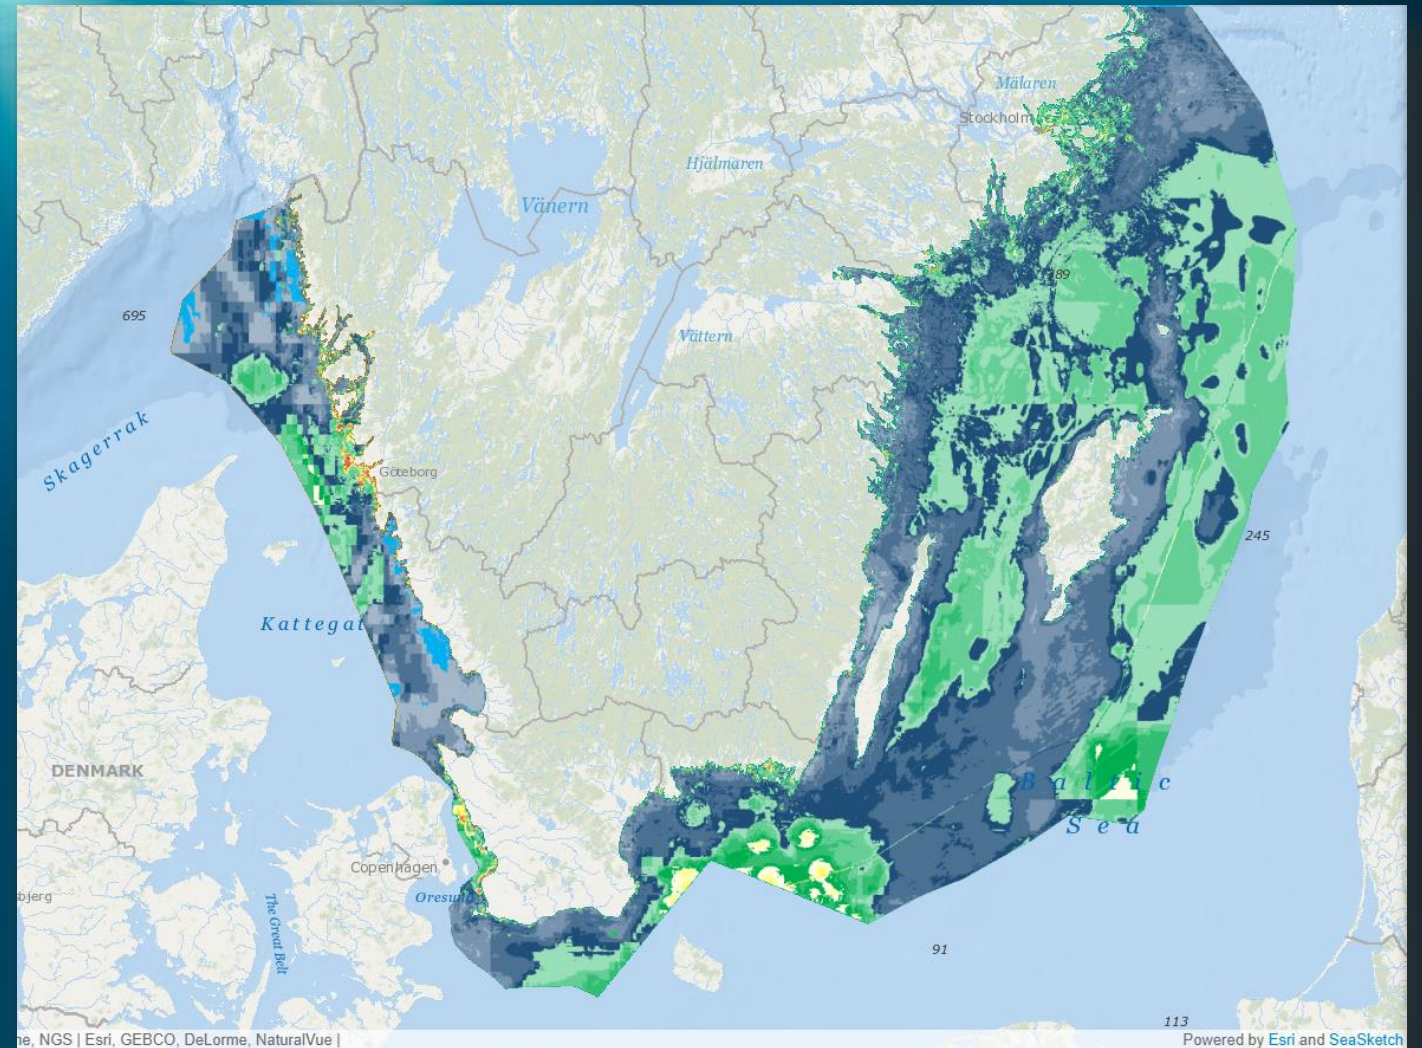 Mälaren
Stockholm
Hjälmaren
Vänern
389
695
Vättern
Skagerrak
Göteborg
245
Kattegat
DENMARK
Baltic
Sea
Copenhagen
Oresund
bjerg
The Great Belt
91
113
ne, NGS | Esri, GEBCO, DeLorme, NaturalVue |
Powered by Esri and SeaSketch